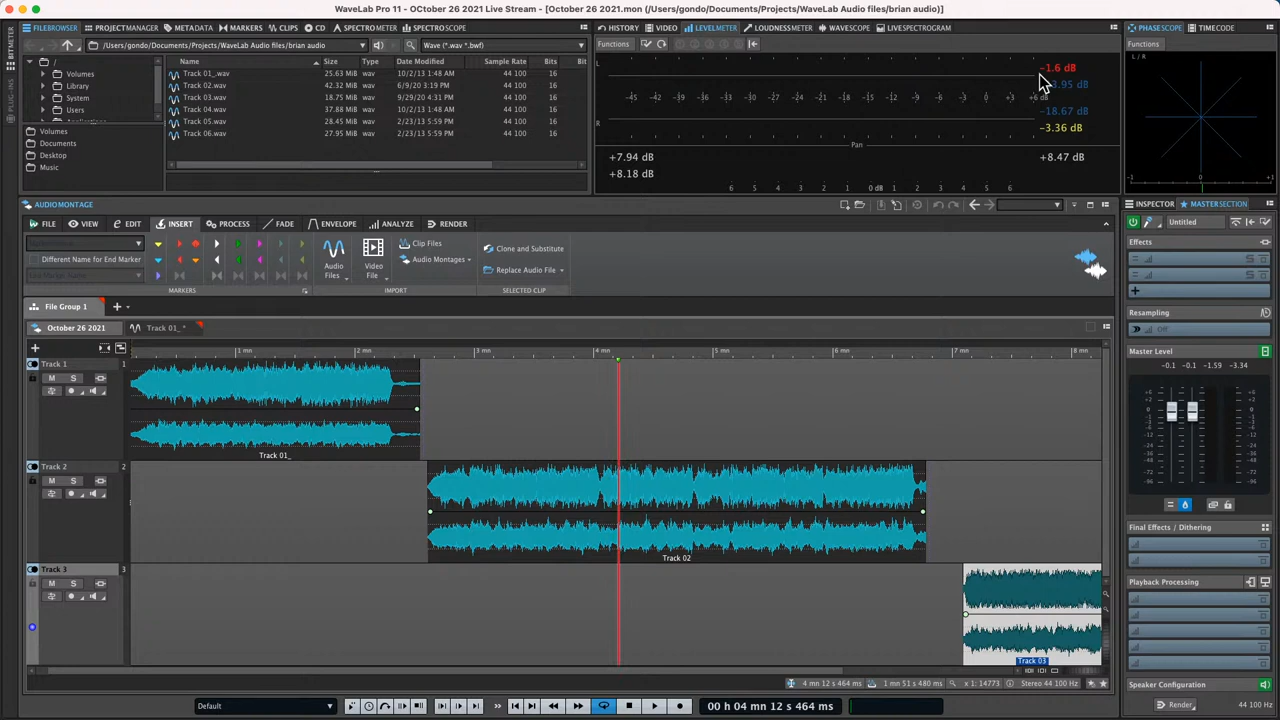 WaveLab Pro 11 - OCtober 26 2021 Live Stream - [October 26 2021.mon (/Users/gondo/Documents/Projects/WaveLab Audio files/brian audio)]
FILEBROWSER PROJECTMANAGER METADATA MARKERS CLIPS CD SPECTROMETER SPECTROSCOPE
/Users/gondo/Documents/Projects/WaveLab Audio files/brian audio Wave (*.wav *.bwf)
Name Size Type Date Modified Sample Rate Bits Bit
/
Volumes
Library
System
Users
Volumes
Documents
Desktop
Music
Track 01_.wav 25.63 MiB wav 10/2/13 1:48 AM 44 100 16
Track 02.wav 42.32 MiB wav 6/9/20 3:19 PM 44 100 16
Track 03.wav 34.59 MiB wav 9/29/20 4:31 PM 44 100 16
Track 04.wav 37.88 MiB wav 10/2/13 1:48 AM 44 100 16
Track 05.wav 28.45 MiB wav 2/23/13 5:59 PM 44 100 16
Track 06.wav 27.95 MiB wav 2/23/13 5:59 PM 44 100 16
HISTORY VIDEO LEVELMETER LOUDNESSMETER WAVESCOPE LIVESPECTROGRAM
Functions
L
-1.6 dB
-45 -42 -39 -36 -33 -30 -27 -24 -21 -18 -15 -12 -9 -6 -3 0 +3 +6 dB
-18.67 dB
R
-3.36 dB
Pan
+7.94 dB +8.47 dB
+8.18 dB
6 5 4 3 2 1 0 dB 1 2 3 4 5 6
PHASESCOPE TIMECODE
Functions
L / R
-1 +1
BITMETER
PLUG-INS
AUDIOMONTAGE
FILE VIEW EDIT INSERT PROCESS FADE ENVELOPE ANALYZE RENDER
Different Name for End Marker
MARKERS
Audio Files
Video File
Clip Files
Audio Montages
IMPORT
Clone and Substitute
Replace Audio File
SELECTED CLIP
File Group 1
October 26 2021 Track 01_ *
1 mn 2 mn 3 mn 4 mn 5 mn 6 mn 7 mn 8 mn
Track 1 1
M S
Track 01_
Track 2 2
M S
Track 02
Track 3 3
M S
Track 03
4 mn 12 s 464 ms 1 mn 51 s 480 ms x 1: 14773 Stereo 44 100 Hz
Default 00 h 04 mn 12 s 464 ms
INSPECTOR MASTERSECTION
Untitled
Effects
Resampling
Off
Master Level
-0.1 -0.1 -1.59 -3.34
Final Effects / Dithering
Playback Processing
Speaker Configuration
Render 44 100 Hz